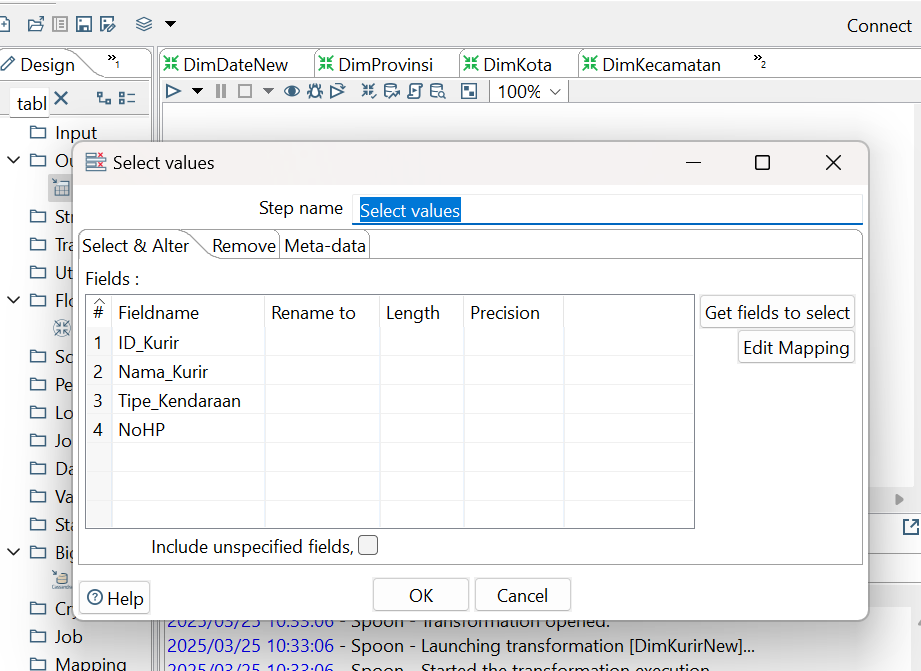 Connect
Design
»1
DimDateNew
DimProvinsi
DimKota
DimKecamatan
»2
tabl
100%
Input
Ou
Str
Tra
Ut
Flo
Sc
Pe
Lo
Jo
Da
Va
Sta
Big
Cry
Job
Mapping
Select values
Step name
Select values
Select & Alter
Remove
Meta-data
Fields :
# Fieldname Rename to Length Precision
1 ID_Kurir
2 Nama_Kurir
3 Tipe_Kendaraan
4 NoHP
Get fields to select
Edit Mapping
Include unspecified fields,
Help
OK
Cancel
2025/03/25 10:33:06 - Spoon - Transformation opened.
2025/03/25 10:33:06 - Spoon - Launching transformation [DimKurirNew]...
2025/03/25 10:33:06 - Spoon - Started the transformation execution.